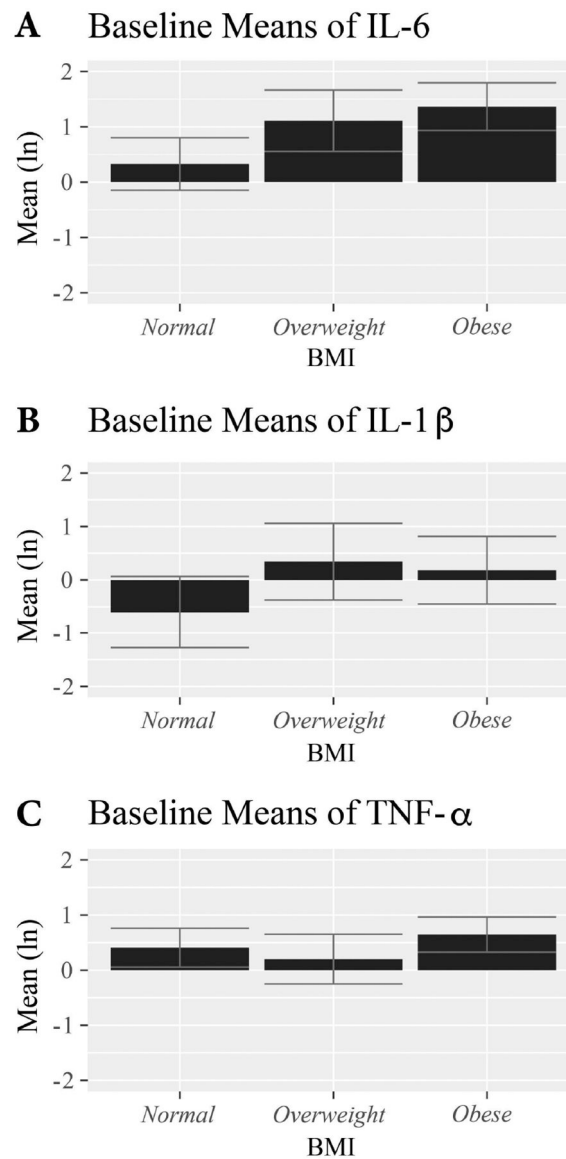 A Baseline Means of IL-6
Mean (ln)
2
1
0
-1
-2
Normal Overweight Obese
BMI
B Baseline Means of IL-1β
Mean (ln)
2
1
0
-1
-2
Normal Overweight Obese
BMI
C Baseline Means of TNF-α
Mean (ln)
2
1
0
-1
-2
Normal Overweight Obese
BMI